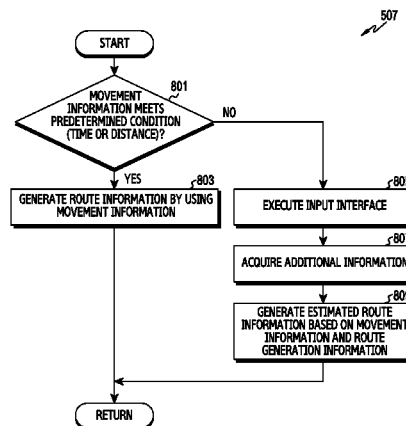 507
START
801
MOVEMENT
INFORMATION MEETS
PREDETERMINED CONDITION
(TIME OR DISTANCE)?
NO
YES
803
GENERATE ROUTE INFORMATION BY USING
MOVEMENT INFORMATION
EXECUTE INPUT INTERFACE
ACQUIRE ADDITIONAL INFORMATION
GENERATE ESTIMATED ROUTE
INFORMATION BASED ON MOVEMENT
INFORMATION AND ROUTE
GENERATION INFORMATION
RETURN